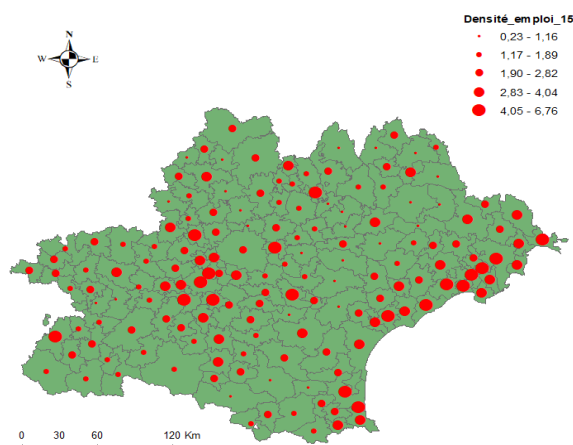 Densité_emploi_15
N
W E
S
0,23 - 1,16
1,17 - 1,89
1,90 - 2,82
2,83 - 4,04
4,05 - 6,76
0 30 60 120 Km